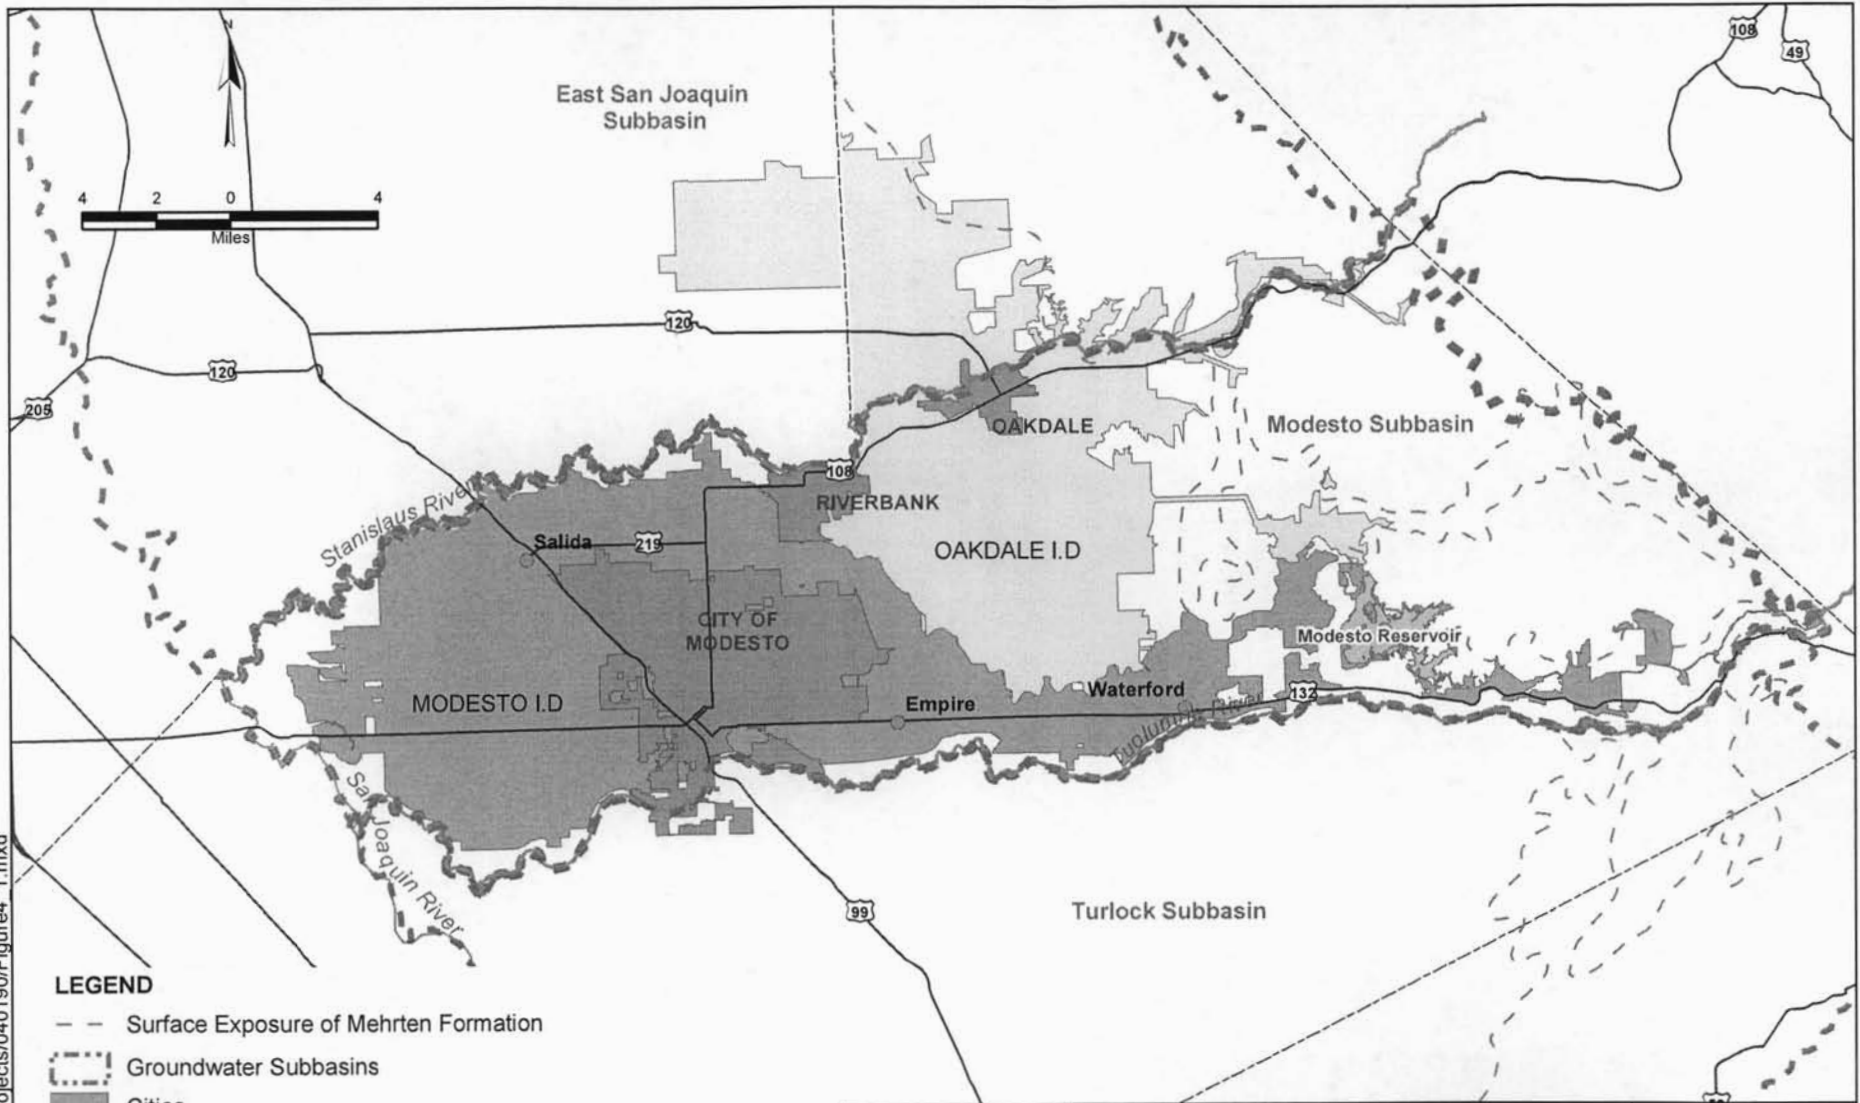 N
108
49
East San Joaquin
Subbasin
4 2 0 4
Miles
120
120
205
OAKDALE
Modesto Subbasin
108
RIVERBANK
Stanislaus River
Salida
219
OAKDALE I.D
CITY OF
MODESTO
Modesto Reservoir
MODESTO I.D
Empire
Waterford
132
Tuolumne River
San Joaquin River
99
Turlock Subbasin
LEGEND
Surface Exposure of Mehrten Formation
Groundwater Subbasins
Cities